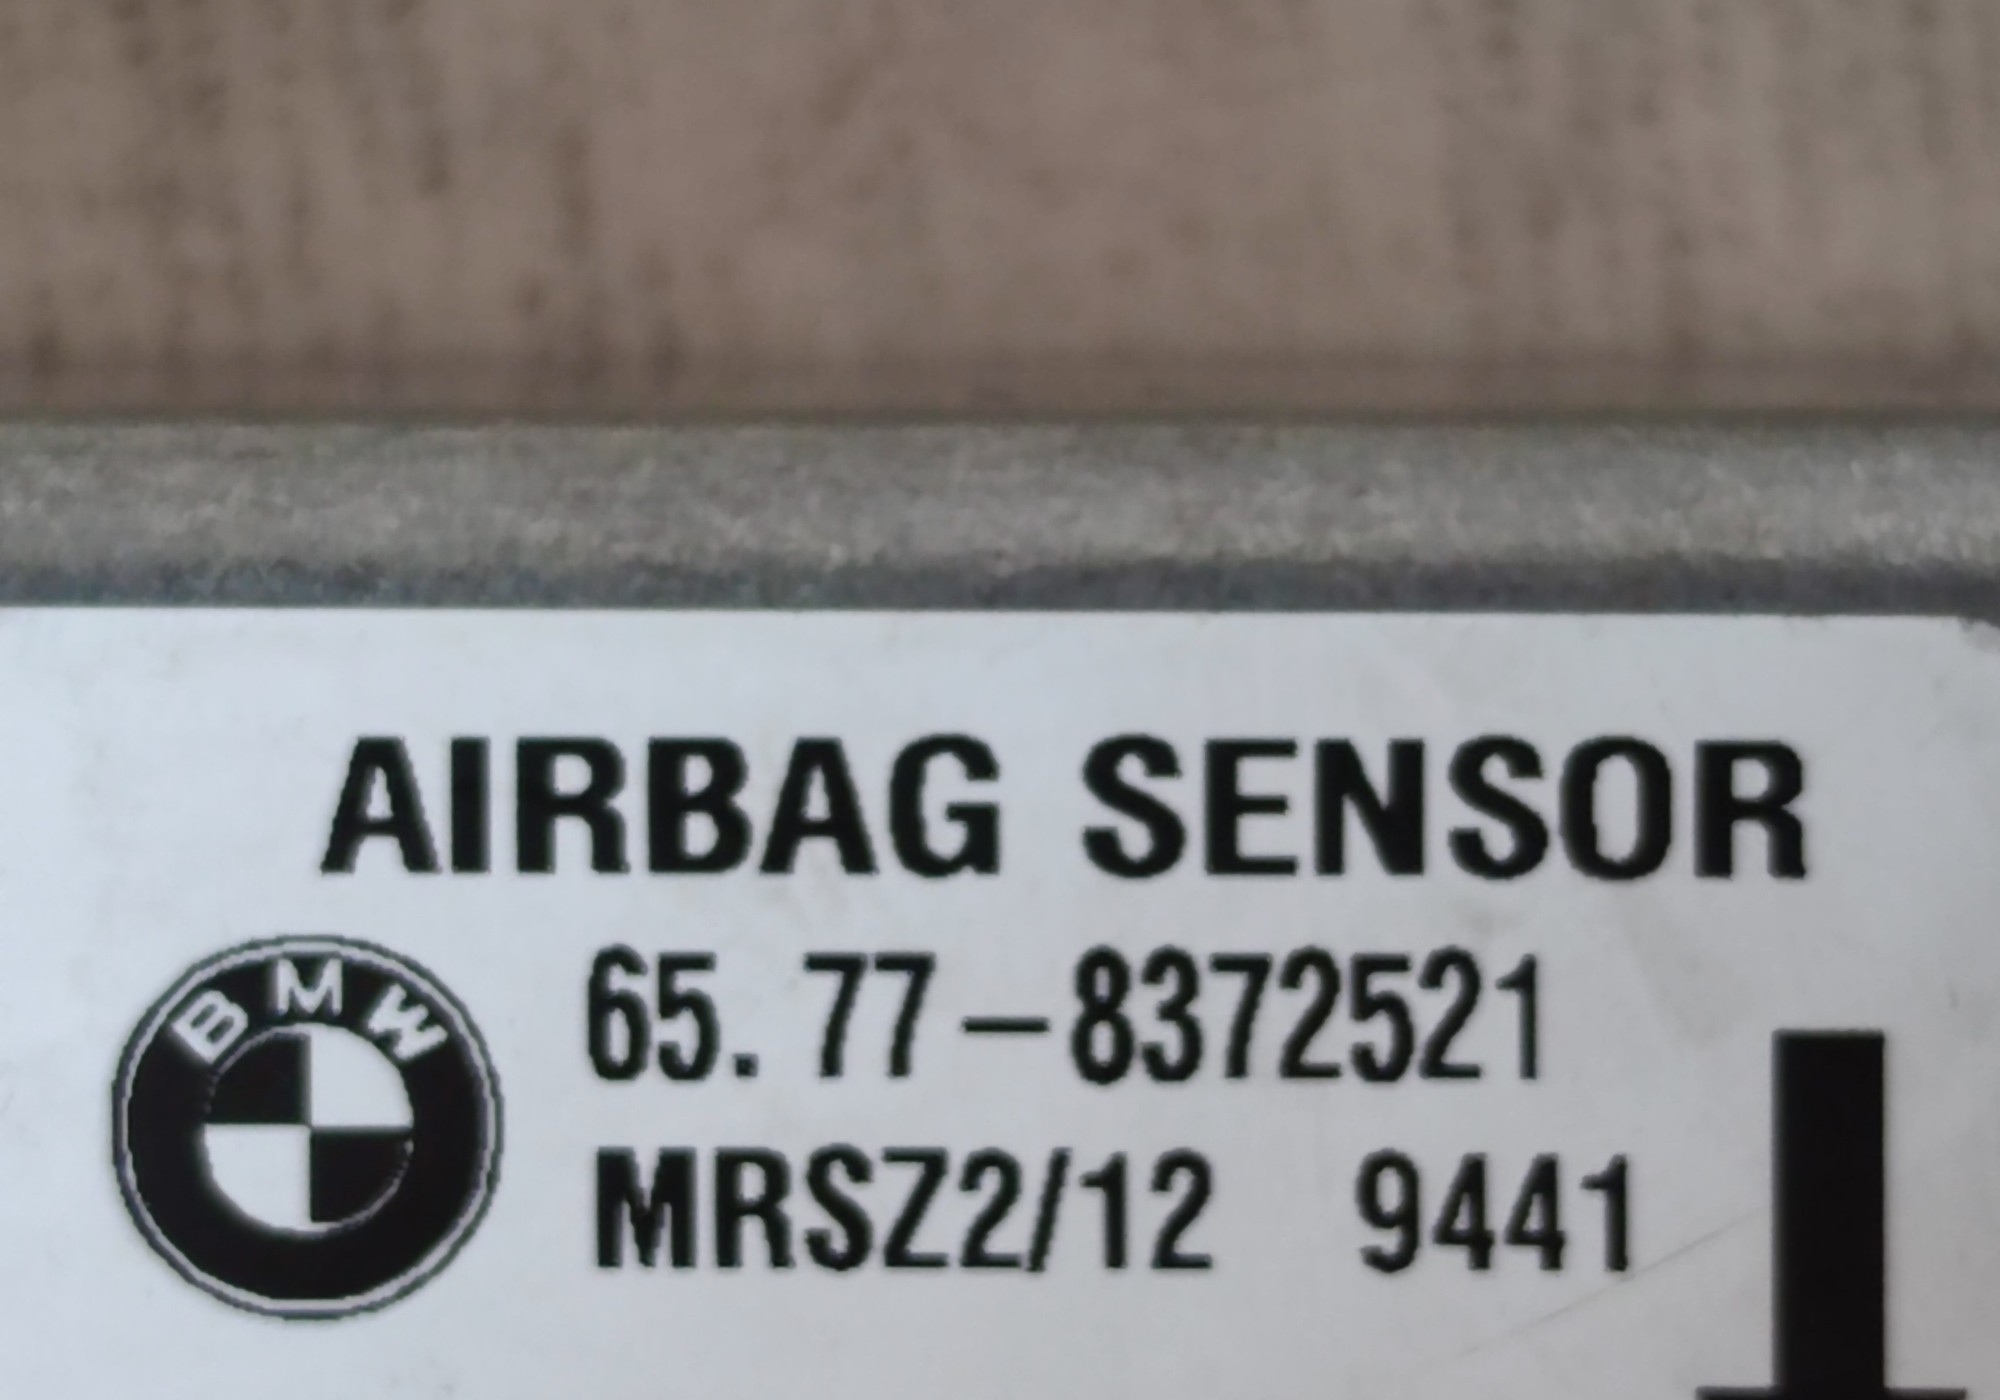 AIRBAG SENSOR
BMW
65. 77-8372521
MRSZ2/12 9441